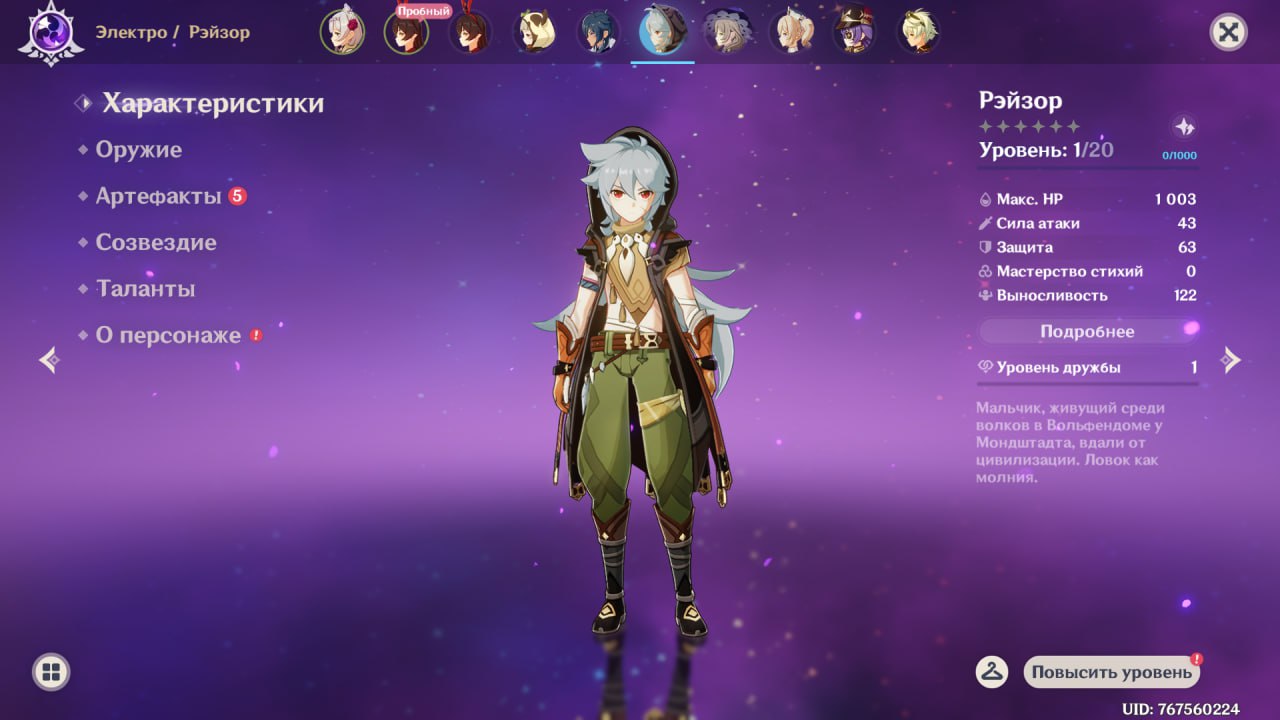 Электро / Рэйзор
Пробный
Характеристики
Оружие
Артефакты 5
Созвездие
Таланты
О персонаже !
Рэйзор
Уровень: 1/20
0/1000
Макс. HP 1 003
Сила атаки 43
Защита 63
Мастерство стихий 0
Выносливость 122
Подробнее
Уровень дружбы 1
Мальчик, живущий среди
волков в Вольфендоме у
Мондштадта, вдали от
цивилизации. Ловок как
молния.
Повысить уровень !
UID: 767560224